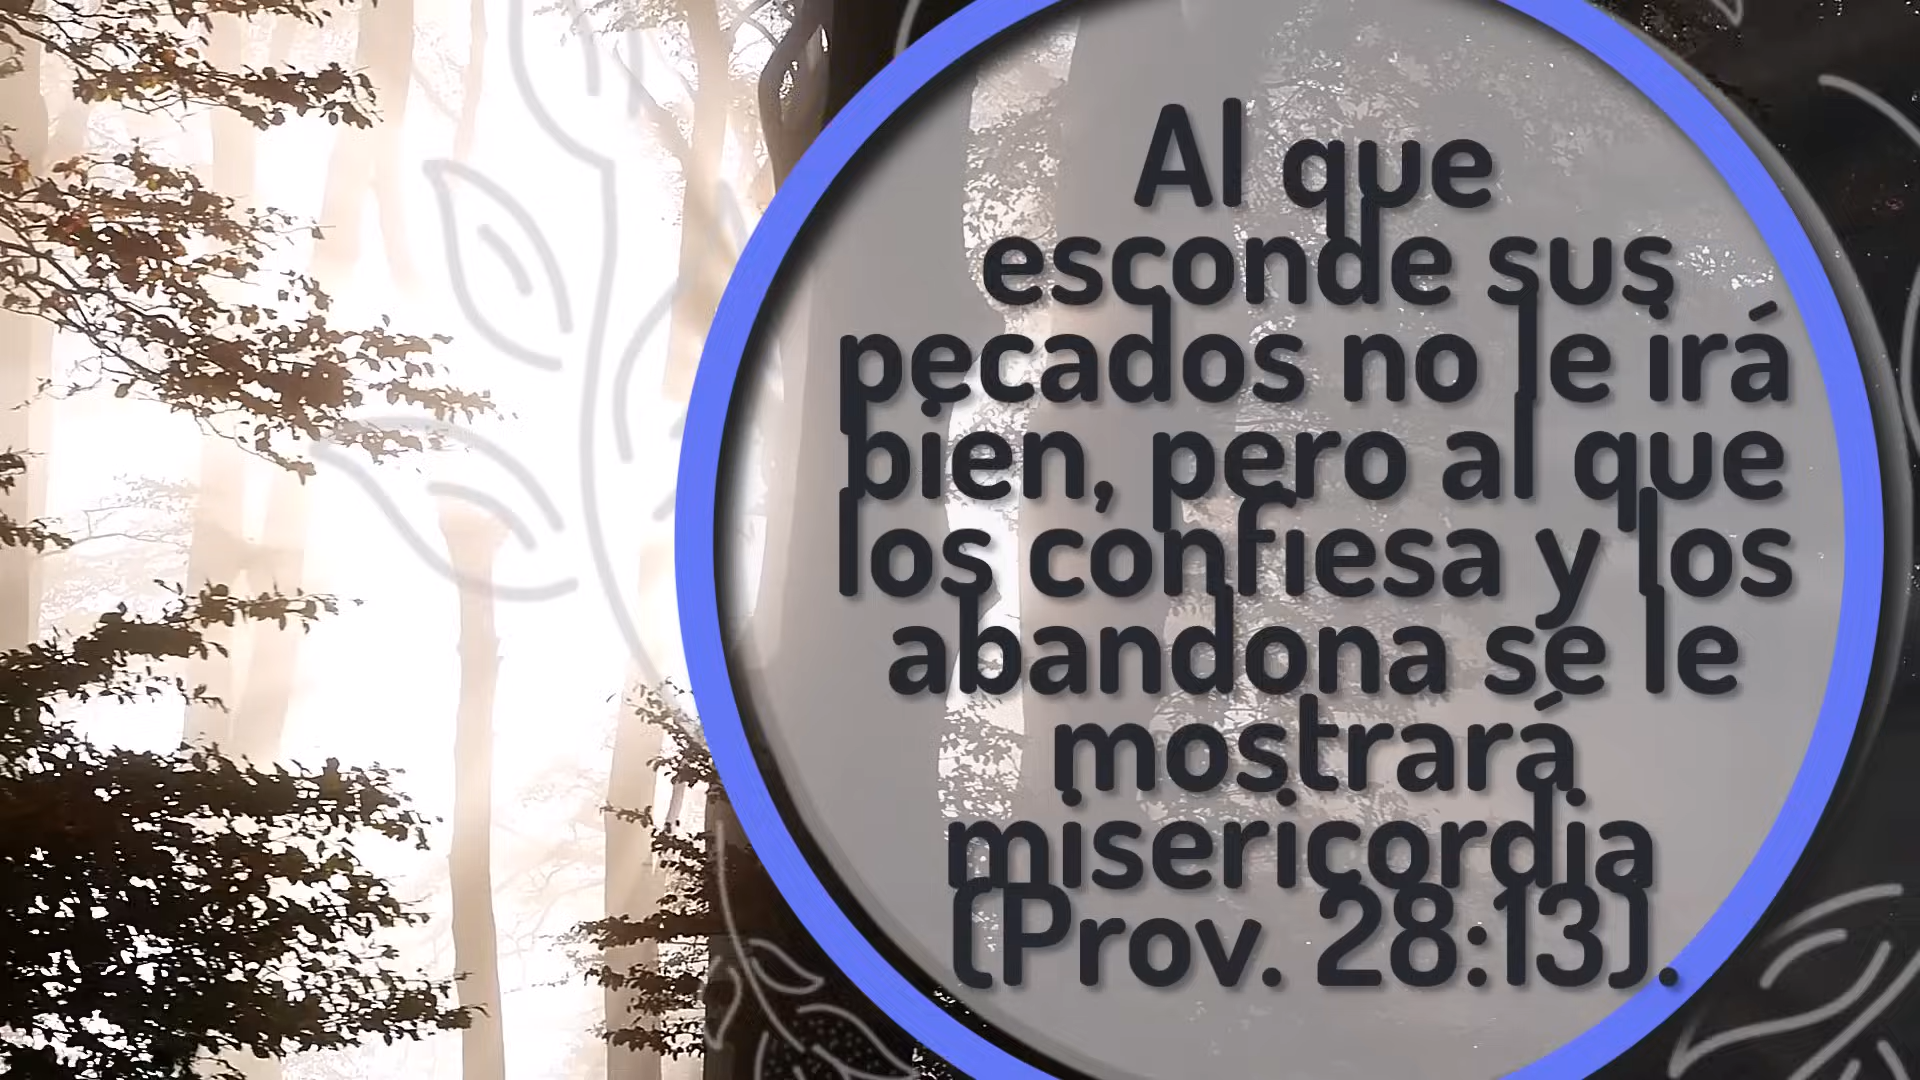 Al que
esconde sus
pecados no le irá
bien, pero al que
los confiesa y los
abandona se le
mostrará
misericordia
(Prov. 28:13).